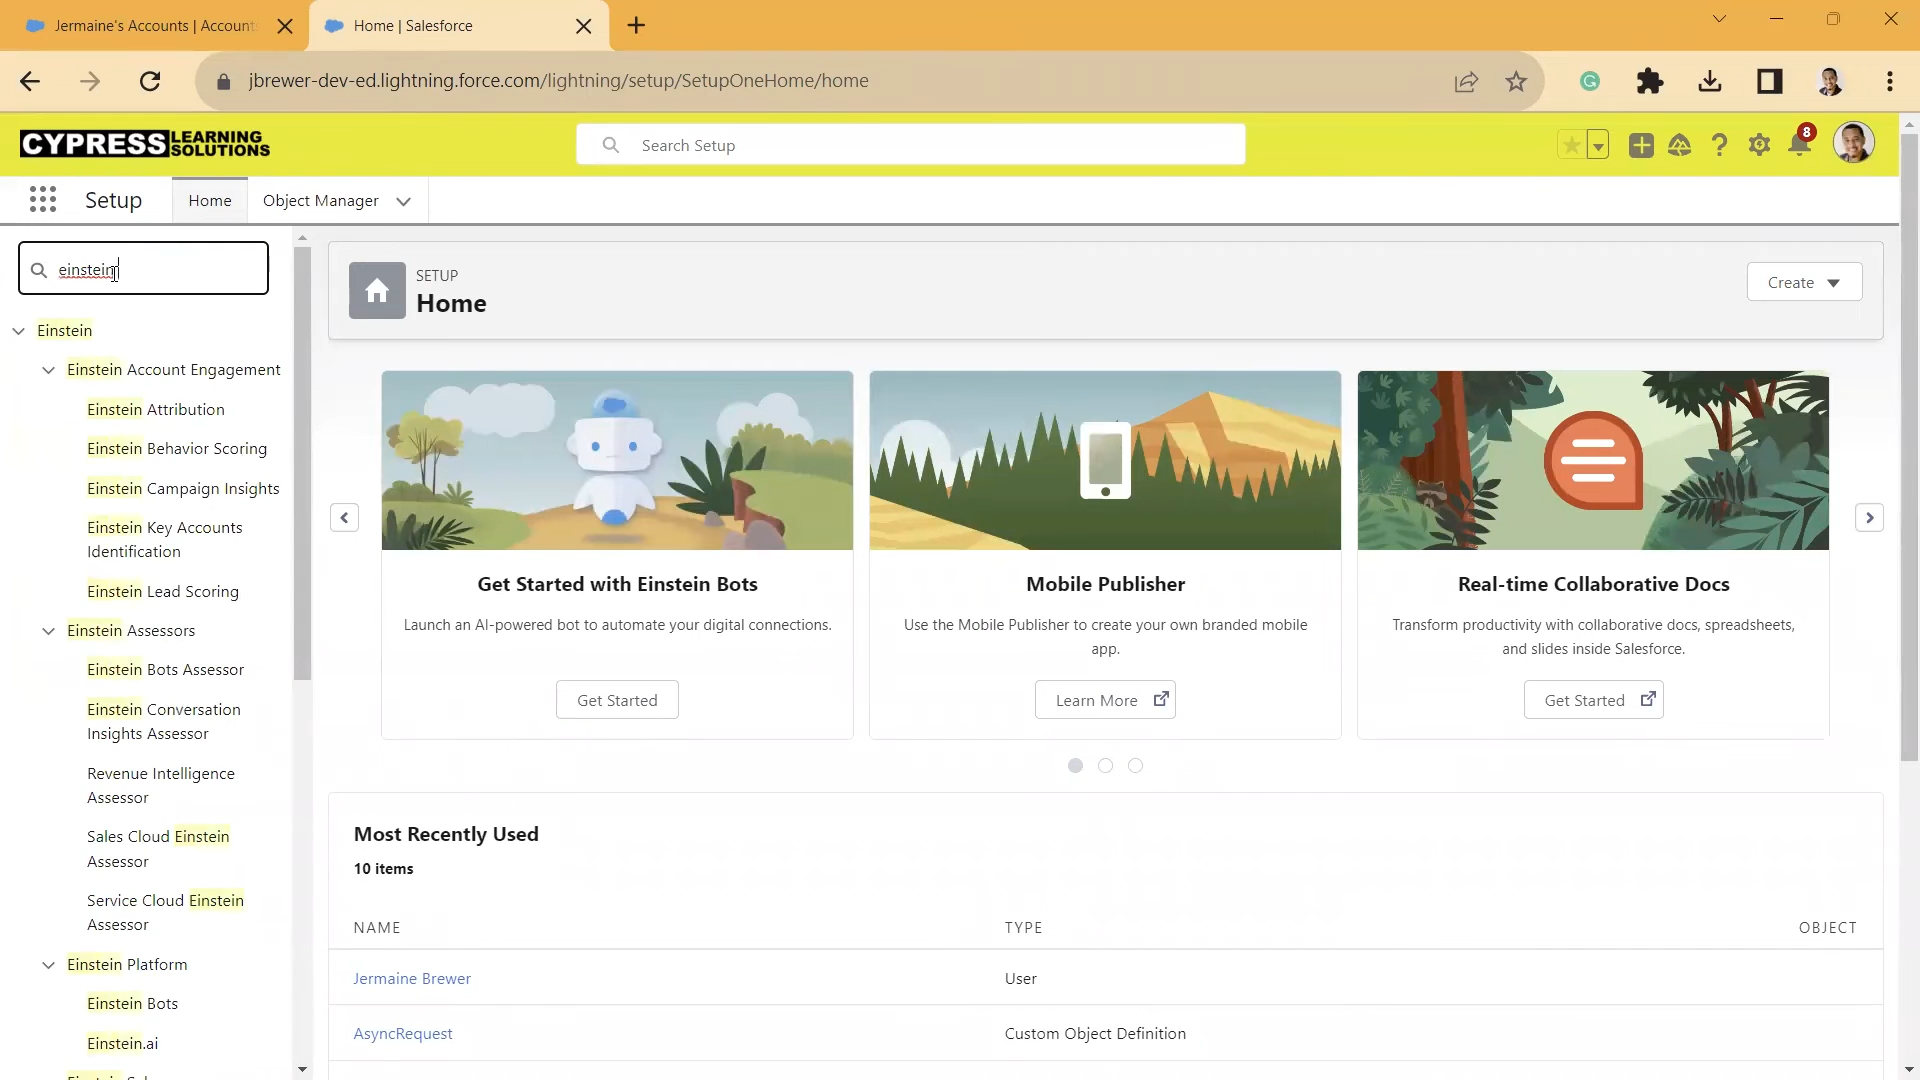 Jermaine's Accounts | Account
Home | Salesforce
jbrewer-dev-ed.lightning.force.com/lightning/setup/SetupOneHome/home
CYPRESS LEARNING SOLUTIONS
Search Setup
8
Setup
Home
Object Manager
einstein
SETUP
Home
Create
Einstein
Einstein Account Engagement
Einstein Attribution
Einstein Behavior Scoring
Einstein Campaign Insights
Einstein Key Accounts
Identification
Einstein Lead Scoring
Einstein Assessors
Einstein Bots Assessor
Einstein Conversation
Insights Assessor
Revenue Intelligence
Assessor
Sales Cloud Einstein
Assessor
Service Cloud Einstein
Assessor
Einstein Platform
Einstein Bots
Einstein.ai
Get Started with Einstein Bots
Launch an AI-powered bot to automate your digital connections.
Get Started
Mobile Publisher
Use the Mobile Publisher to create your own branded mobile
app.
Learn More
Real-time Collaborative Docs
Transform productivity with collaborative docs, spreadsheets,
and slides inside Salesforce.
Get Started
Most Recently Used
10 items
NAME TYPE OBJECT
Jermaine Brewer User
AsyncRequest Custom Object Definition